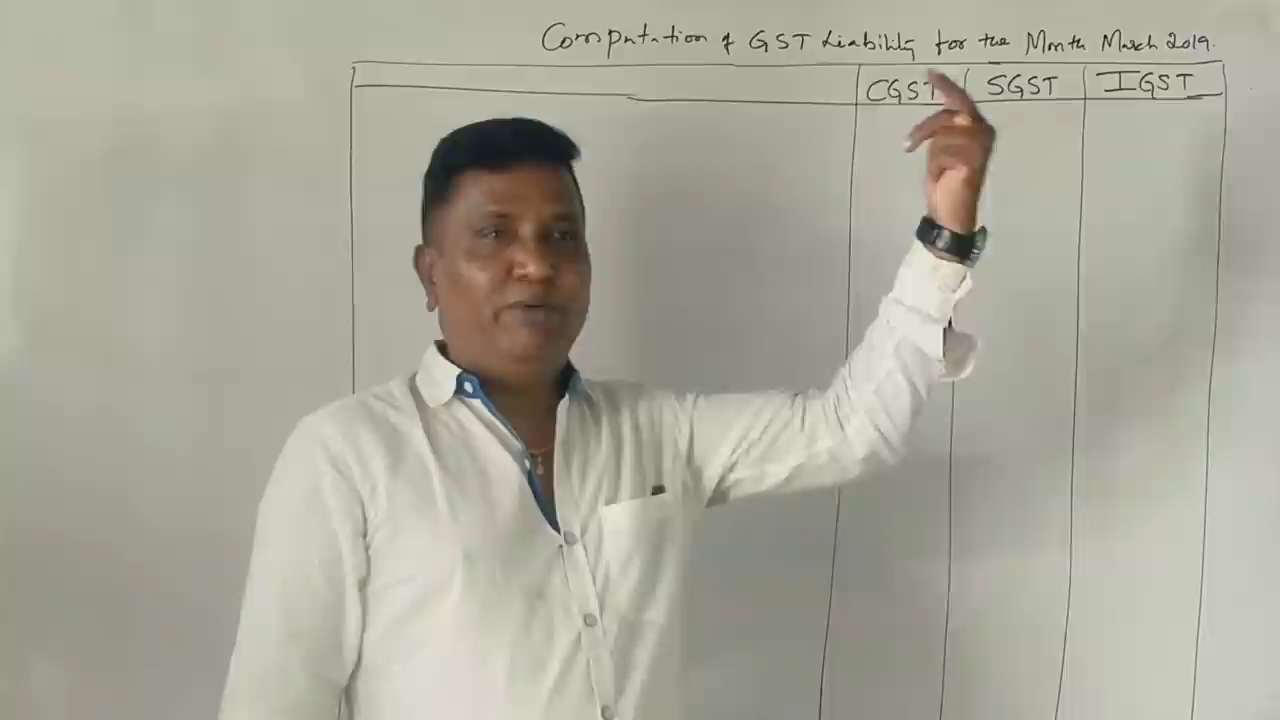 Computation of GST Liability for the Month March 2019.
CGST SGST IGST